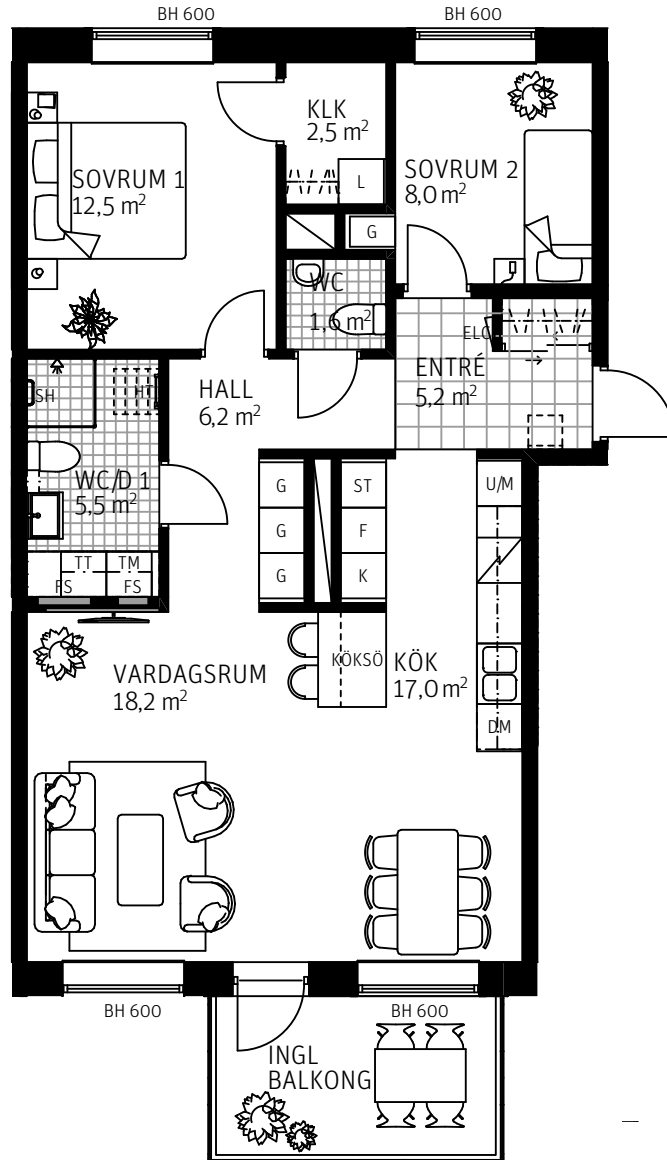 BH 600
BH 600
KLK
2,5 m²
SOVRUM 1
12,5 m²
SOVRUM 2
8,0 m²
L
G
WC
1,6 m²
ELC
ENTRÉ
5,2 m²
HALL
6,2 m²
SH
HT
WC/D 1
5,5 m²
G
ST
U/M
G
F
G
K
TT
TM
FS
FS
VARDAGSRUM
18,2 m²
KÖKSÖ
KÖK
17,0 m²
DM
BH 600
BH 600
INGL
BALKONG